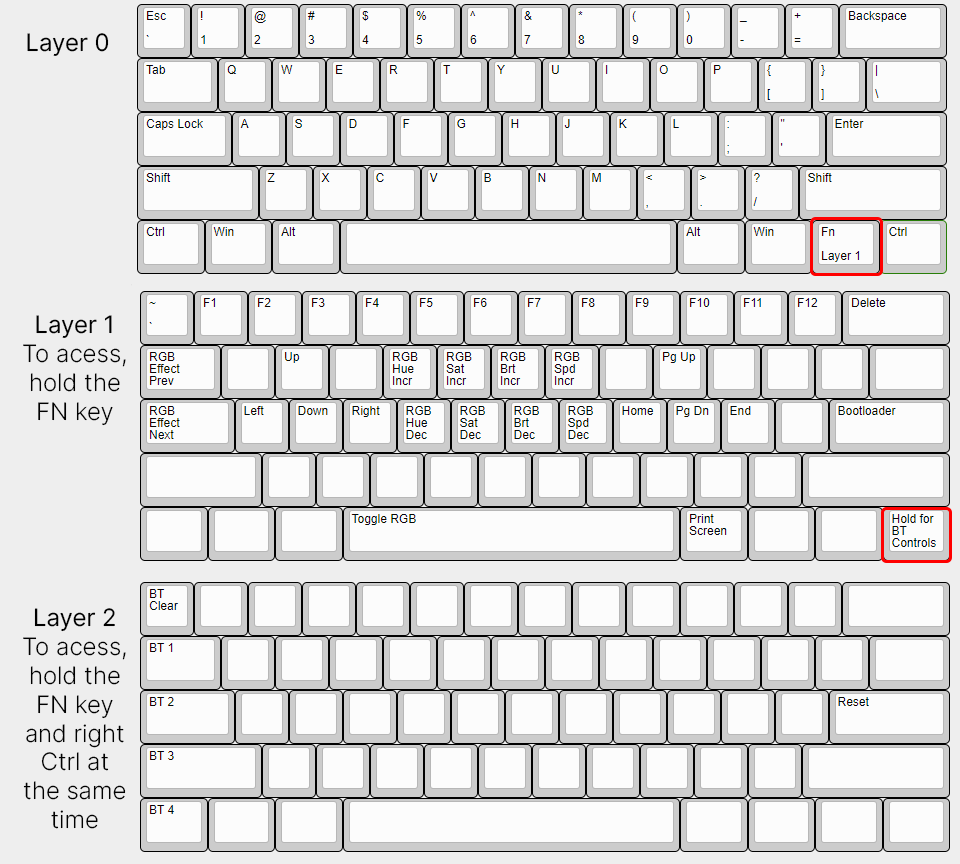 Layer 0
Esc ! @ # $ % ^ & * ( ) _ + Backspace
` 1 2 3 4 5 6 7 8 9 0 - =
Tab Q W E R T Y U I O P { } |
[ ] \
Caps Lock A S D F G H J K L : " Enter
; '
Shift Z X C V B N M < > ? Shift
, . /
Ctrl Win Alt Alt Win Fn Ctrl
Layer 1
Layer 1
To acess,
hold the
FN key
~ F1 F2 F3 F4 F5 F6 F7 F8 F9 F10 F11 F12 Delete
`
RGB Up RGB RGB RGB RGB Pg Up
Effect Hue Sat Brt Spd
Prev Incr Incr Incr Incr
RGB Left Down Right RGB RGB RGB RGB Home Pg Dn End Bootloader
Effect Hue Sat Brt Spd
Next Dec Dec Dec Dec
Toggle RGB Print Hold for
Screen BT
Controls
Layer 2
To acess,
hold the
FN key
and right
Ctrl at
the same
time
BT
Clear
BT 1
BT 2 Reset
BT 3
BT 4